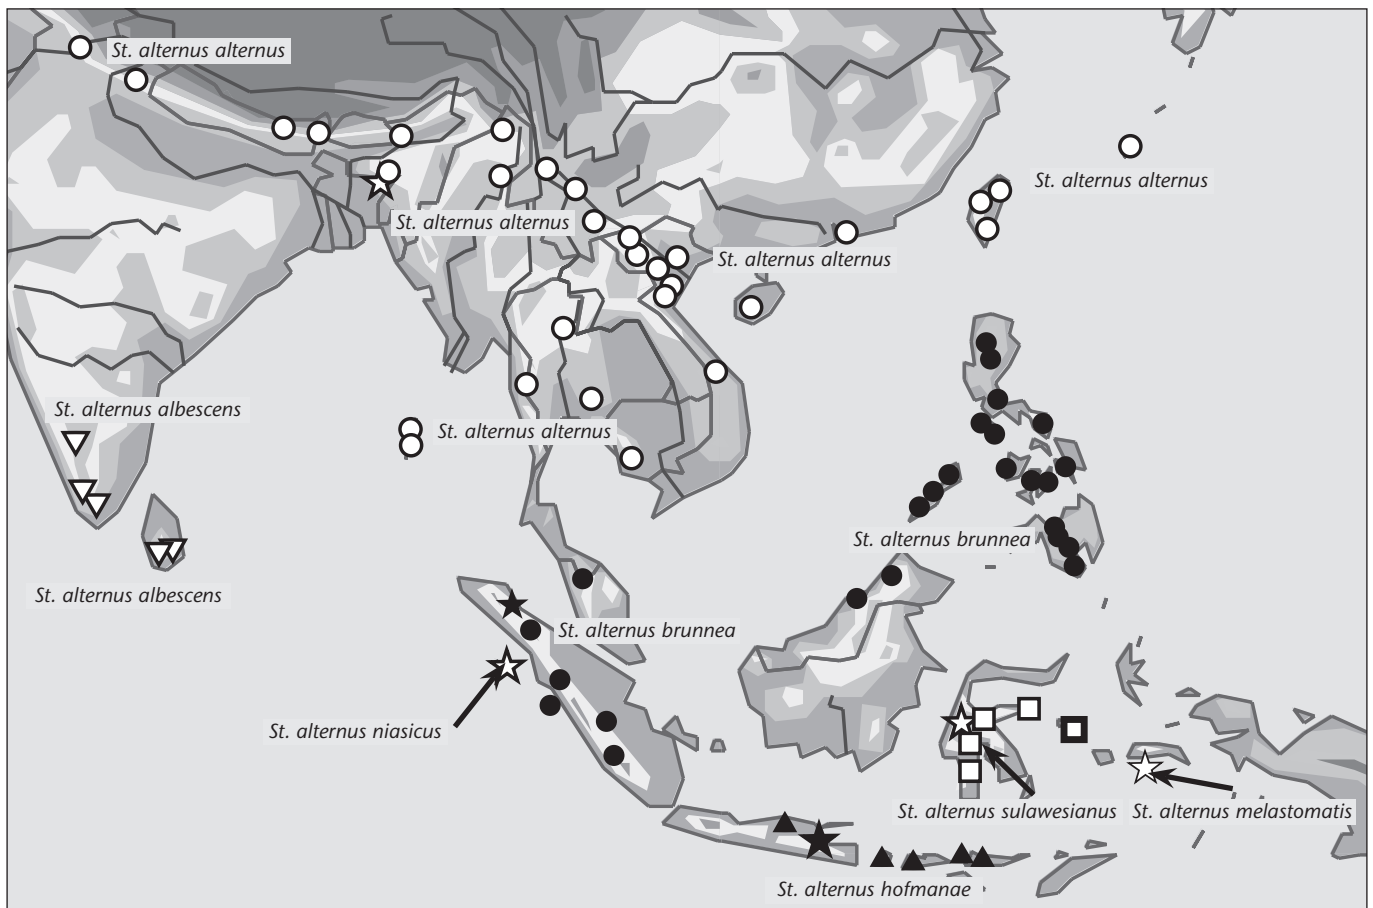 St. alternus alternus
St. alternus alternus
St. alternus alternus
St. alternus alternus
St. alternus albescens
St. alternus alternus
St. alternus brunnea
St. alternus albescens
St. alternus brunnea
St. alternus niasicus
St. alternus sulawesianus
St. alternus melastomatis
St. alternus hofmanae